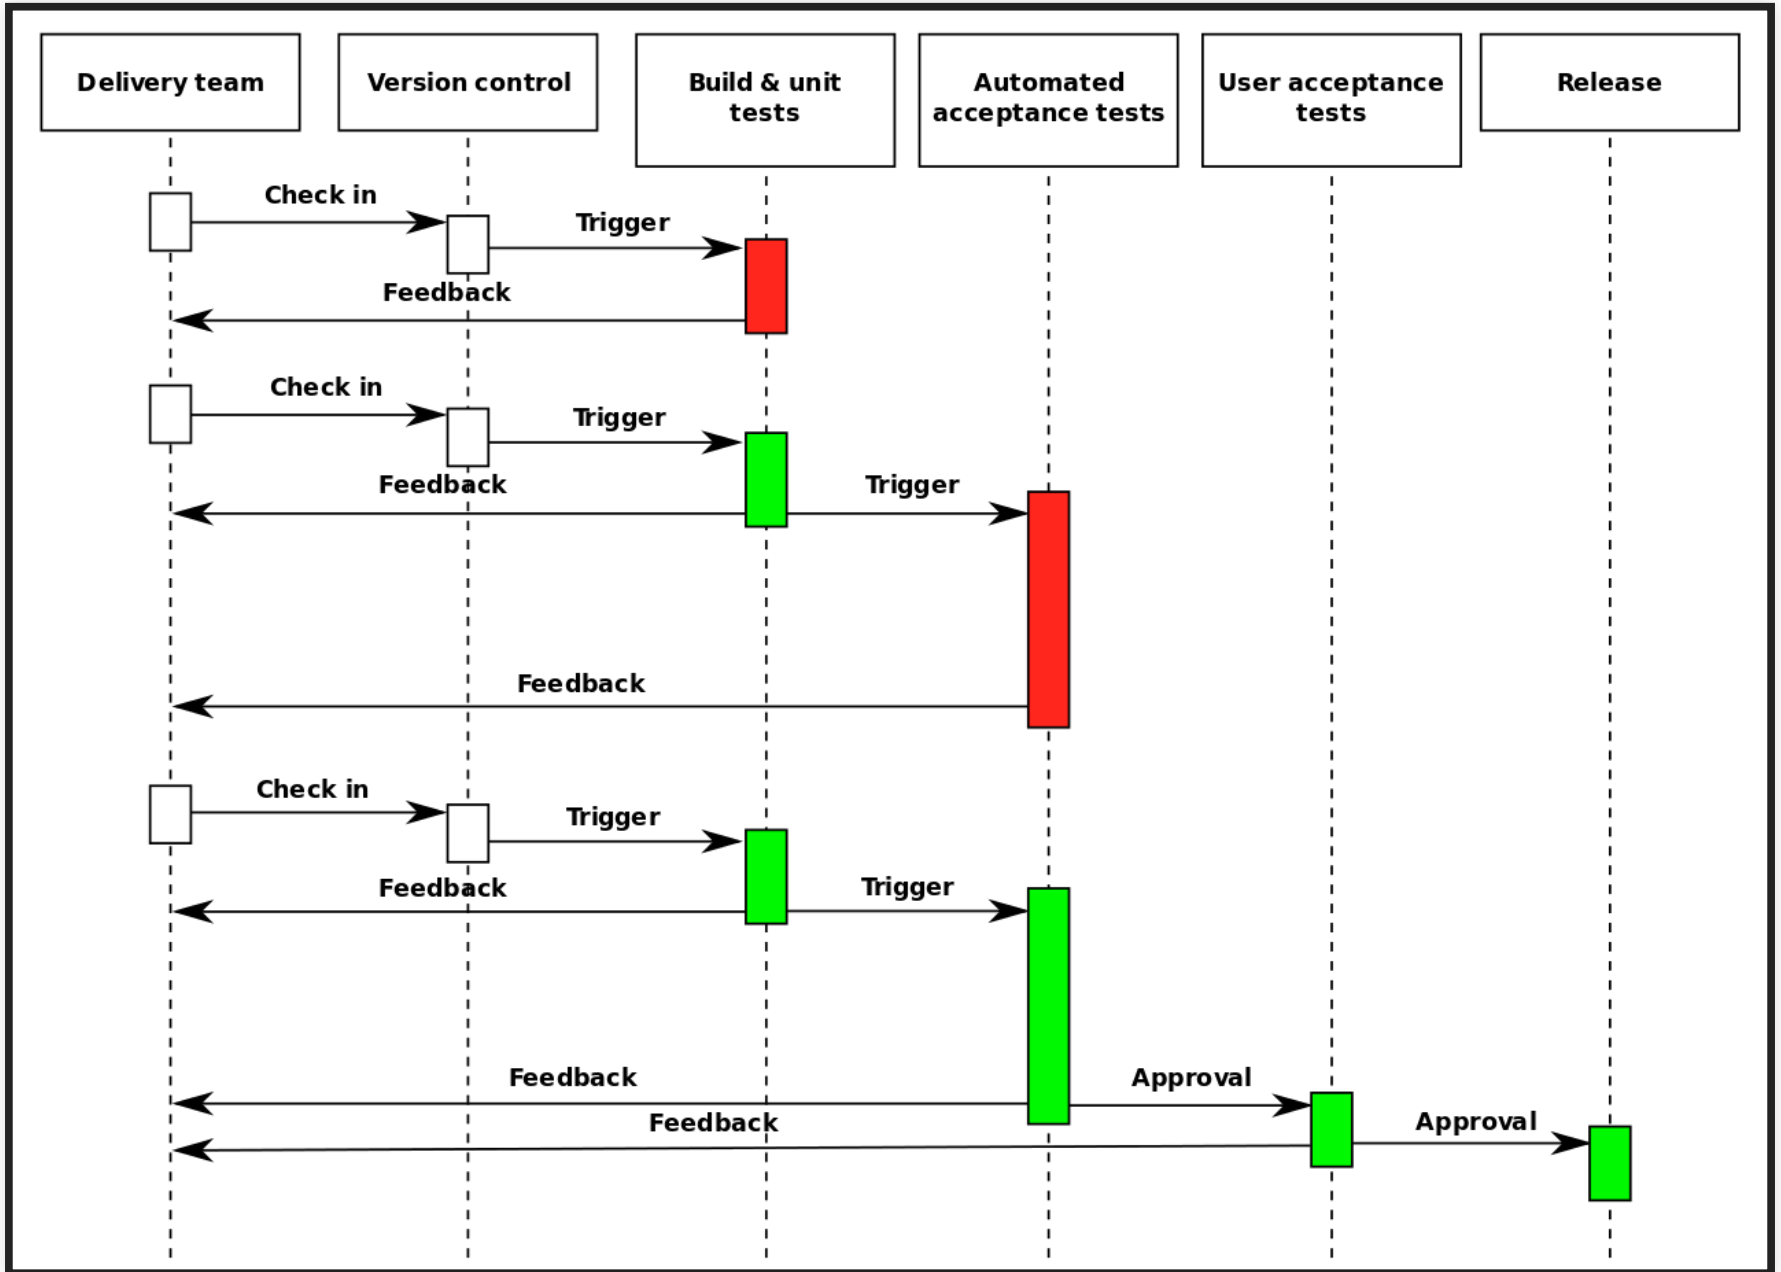 Delivery team
Version control
Build & unit
tests
Automated
acceptance tests
User acceptance
tests
Release
Check in
Trigger
Feedback
Check in
Trigger
Feedback
Trigger
Feedback
Check in
Trigger
Feedback
Trigger
Feedback
Approval
Feedback
Approval